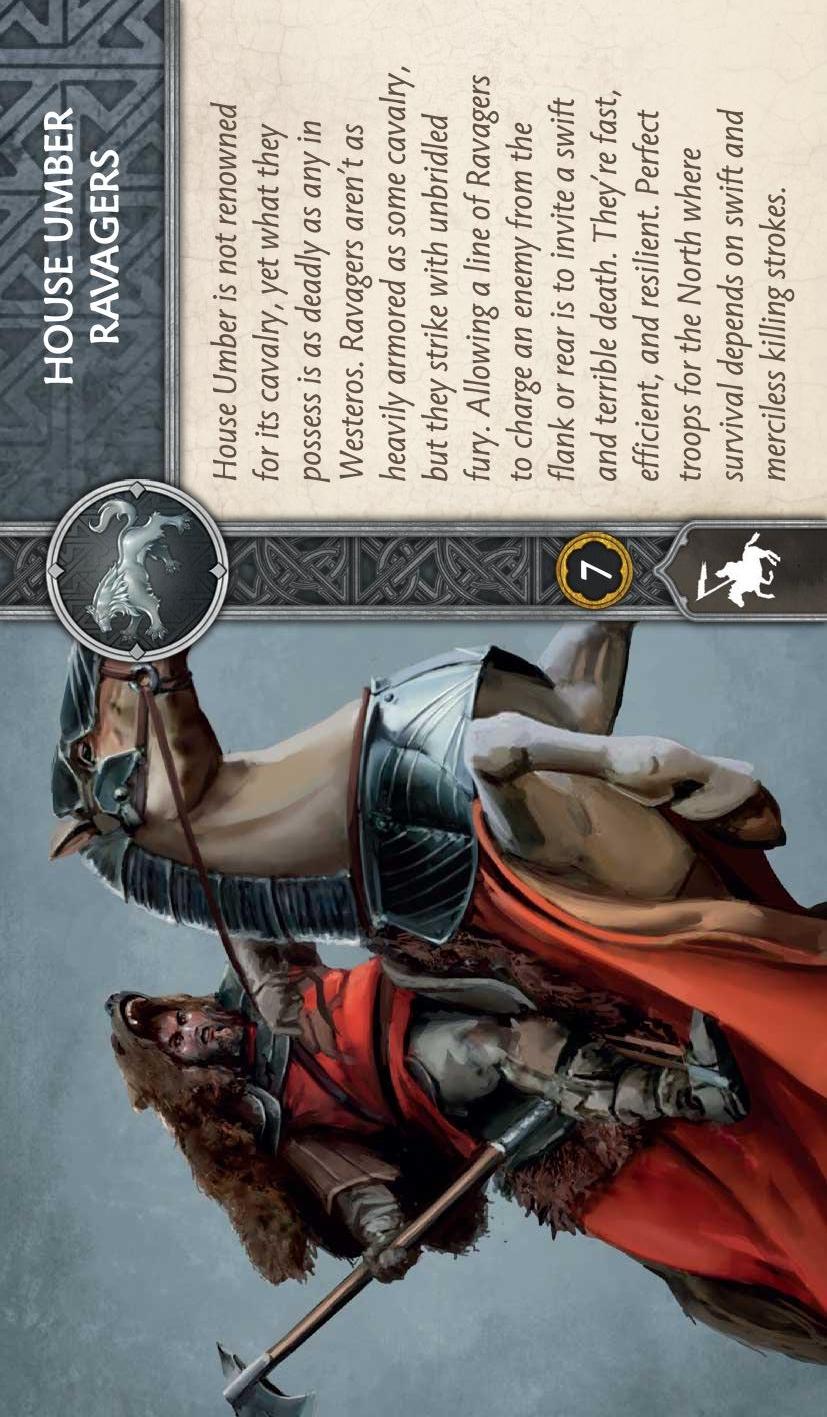 HOUSE UMBER
RAVAGERS
House Umber is not renowned
for its cavalry, yet what they
possess is as deadly as any in
Westeros. Ravagers aren't as
heavily armored as some cavalry,
but they strike with unbridled
fury. Allowing a line of Ravagers
to charge an enemy from the
flank or rear is to invite a swift
and terrible death. They're fast,
efficient, and resilient. Perfect
troops for the North where
survival depends on swift and
merciless killing strokes.
7